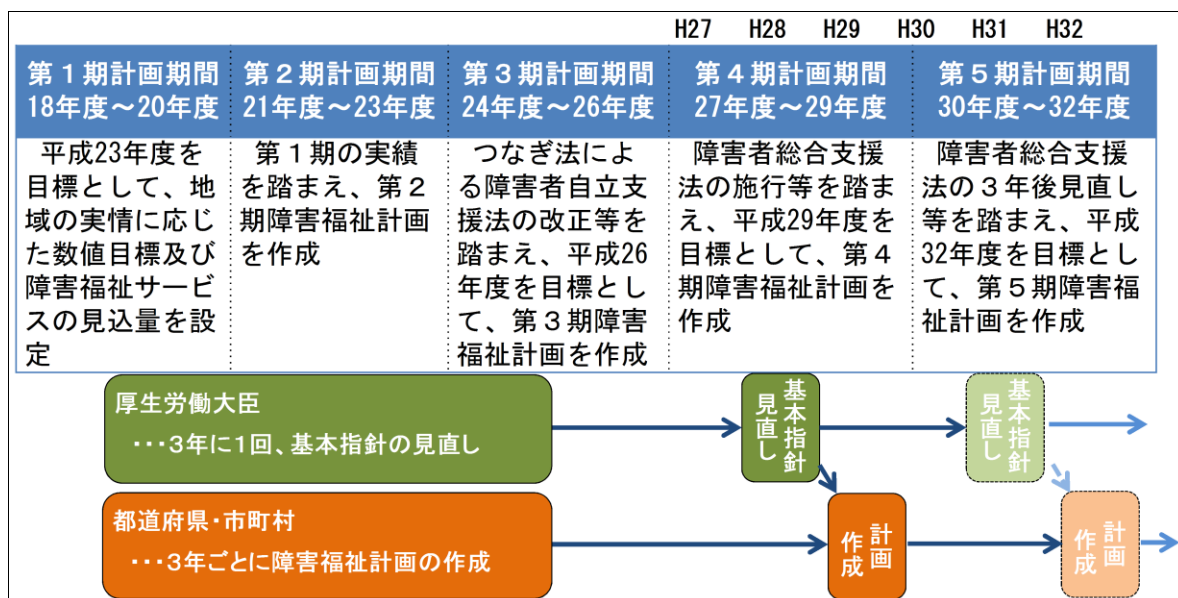 H27 H28 H29 H30 H31 H32
第１期計画期間
18年度～20年度
第２期計画期間
21年度～23年度
第３期計画期間
24年度～26年度
第４期計画期間
27年度～29年度
第５期計画期間
30年度～32年度
平成23年度を
目標として、地
域の実情に応じ
た数値目標及び
障害福祉サービ
スの見込量を設
定
第１期の実績
を踏まえ、第２
期障害福祉計画
を作成
つなぎ法によ
る障害者自立支
援法の改正等を
踏まえ、平成26
年度を目標とし
て、第３期障害
福祉計画を作成
障害者総合支援
法の施行等を踏ま
え、平成29年度を
目標として、第４
期障害福祉計画を
作成
障害者総合支援
法の３年後見直し
等を踏まえ、平成
32年度を目標とし
て、第５期障害福
祉計画を作成
厚生労働大臣
・・・３年に１回、基本指針の見直し
基本指針
見直し
基本指針
見直し
都道府県・市町村
・・・３年ごとに障害福祉計画の作成
計画
作成
計画
作成